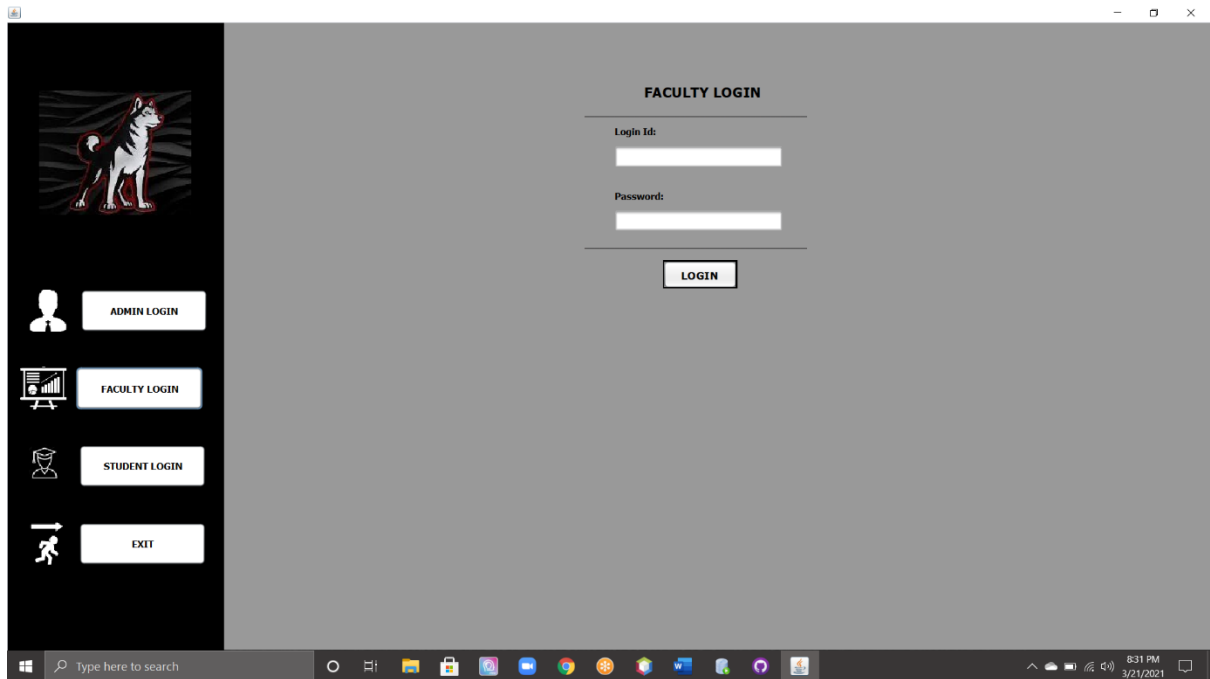 FACULTY LOGIN
Login Id:
Password:
LOGIN
ADMIN LOGIN
FACULTY LOGIN
STUDENT LOGIN
EXIT
Type here to search
8:31 PM
3/21/2021